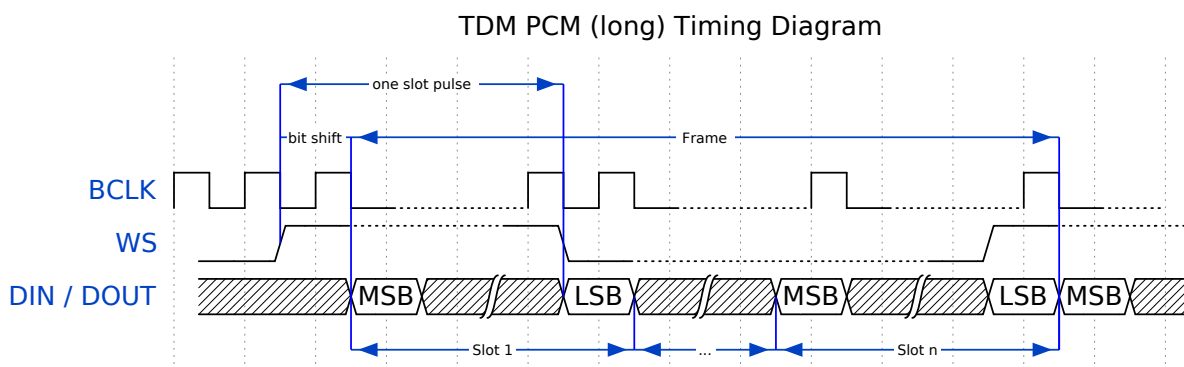 TDM PCM (long) Timing Diagram
one slot pulse
bit shift
Frame
BCLK
WS
DIN / DOUT
MSB
LSB
MSB
LSB
MSB
Slot 1
...
Slot n